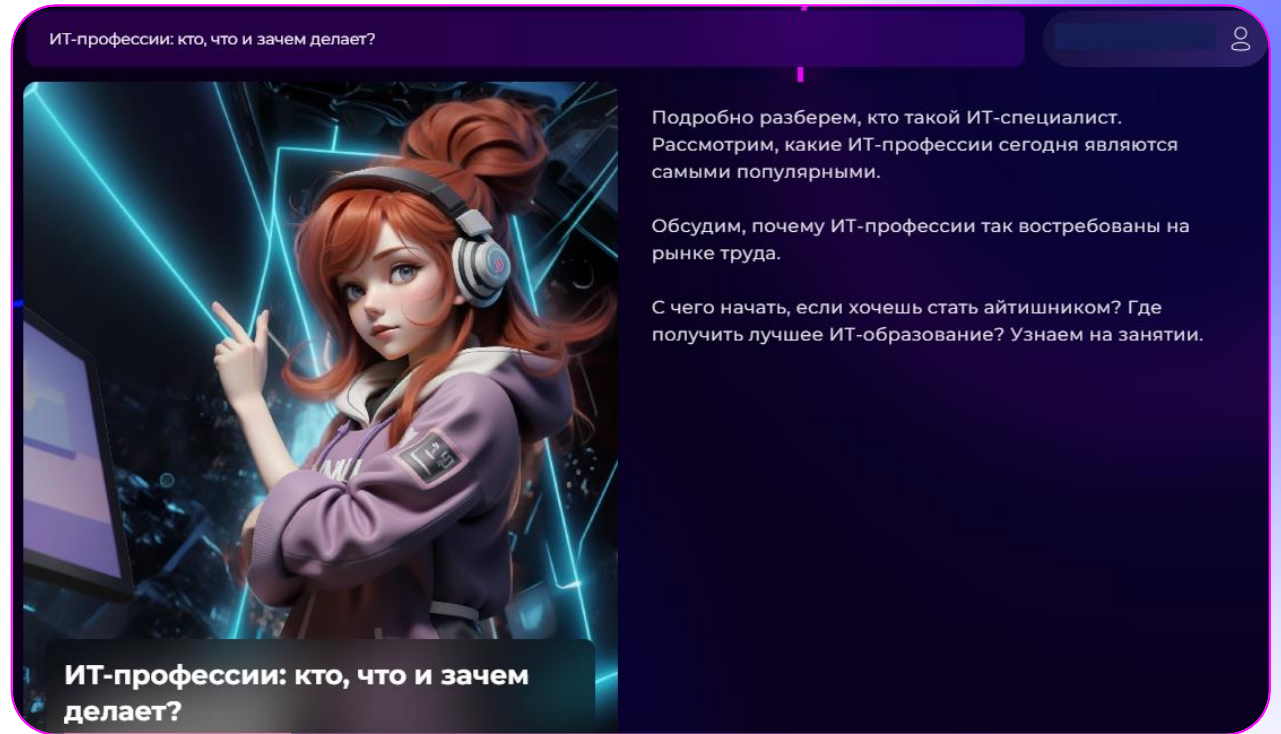 ИТ-профессии: кто, что и зачем делает?
Подробно разберем, кто такой ИТ-специалист.
Рассмотрим, какие ИТ-профессии сегодня являются
самыми популярными.
Обсудим, почему ИТ-профессии так востребованы на
рынке труда.
С чего начать, если хочешь стать айтишником? Где
получить лучшее ИТ-образование? Узнаем на занятии.
ИТ-профессии: кто, что и зачем
делает?